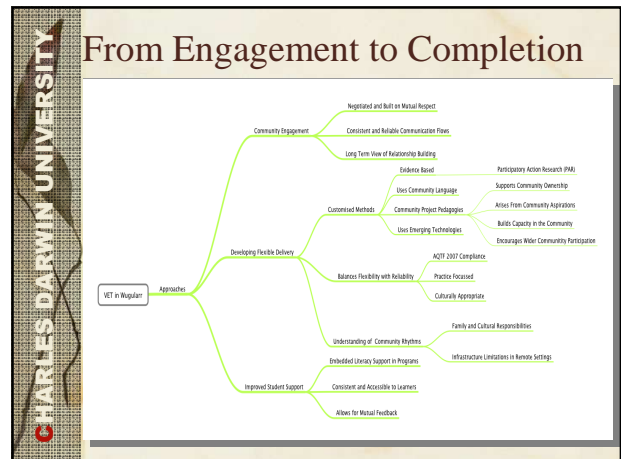 From Engagement to Completion
CHARLES DARWIN UNIVERSITY
VET in Wugularr
Approaches
Community Engagement
Negotiated and Built on Mutual Respect
Consistent and Reliable Communication Flows
Long Term View of Relationship Building
Developing Flexible Delivery
Customised Methods
Evidence Based
Participatory Action Research (PAR)
Uses Community Language
Community Project Pedagogies
Supports Community Ownership
Arises From Community Aspirations
Builds Capacity in the Community
Encourages Wider Communtity Participation
Uses Emerging Technologies
Balances Flexibility with Reliability
AQTF 2007 Compliance
Practice Focussed
Culturally Appropriate
Understanding of Community Rhythms
Family and Cultural Responsibilities
Infrastructure Limitations in Remote Settings
Improved Student Support
Embedded Literacy Support in Programs
Consistent and Accessible to Learners
Allows for Mutual Feedback